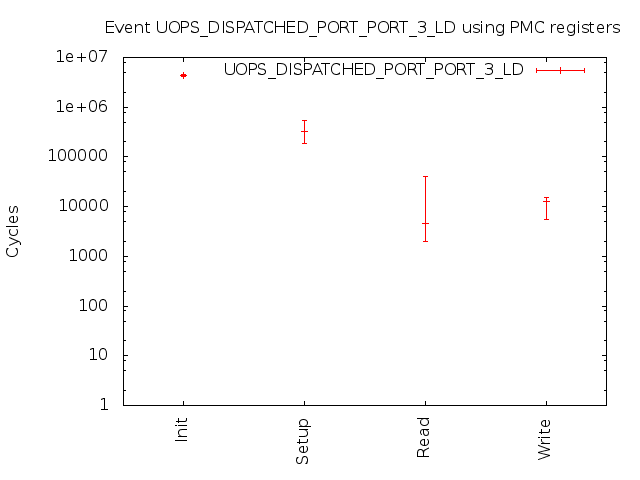 Event UOPS_DISPATCHED_PORT_PORT_3_LD using PMC registers
UOPS_DISPATCHED_PORT_PORT_3_LD
1e+07
1e+06
100000
10000
1000
100
10
1
Cycles
Init
Setup
Read
Write